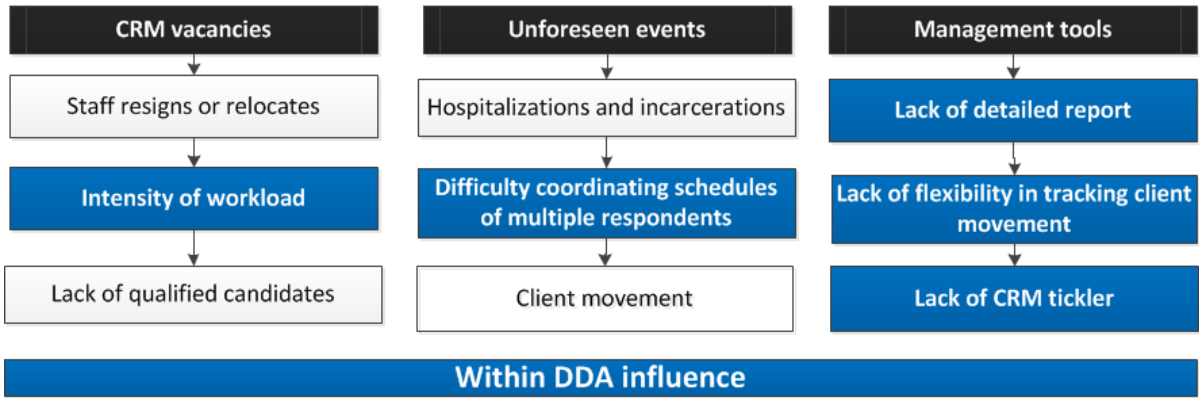 CRM vacancies
Staff resigns or relocates
Intensity of workload
Lack of qualified candidates
Unforeseen events
Hospitalizations and incarcerations
Difficulty coordinating schedules
of multiple respondents
Client movement
Management tools
Lack of detailed report
Lack of flexibility in tracking client
movement
Lack of CRM tickler
Within DDA influence